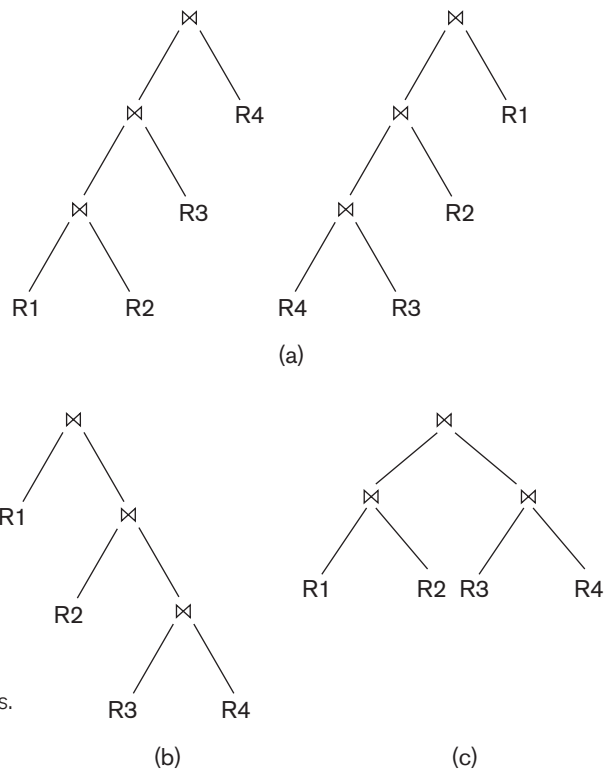 ⋈ ⋈
⋈ R4 ⋈ R1
⋈ R3 ⋈ R2
R1 R2 R4 R3
(a)
⋈ ⋈
R1 ⋈ ⋈ ⋈
R2 ⋈ R1 R2 R3 R4
R3 R4
s.
(b) (c)